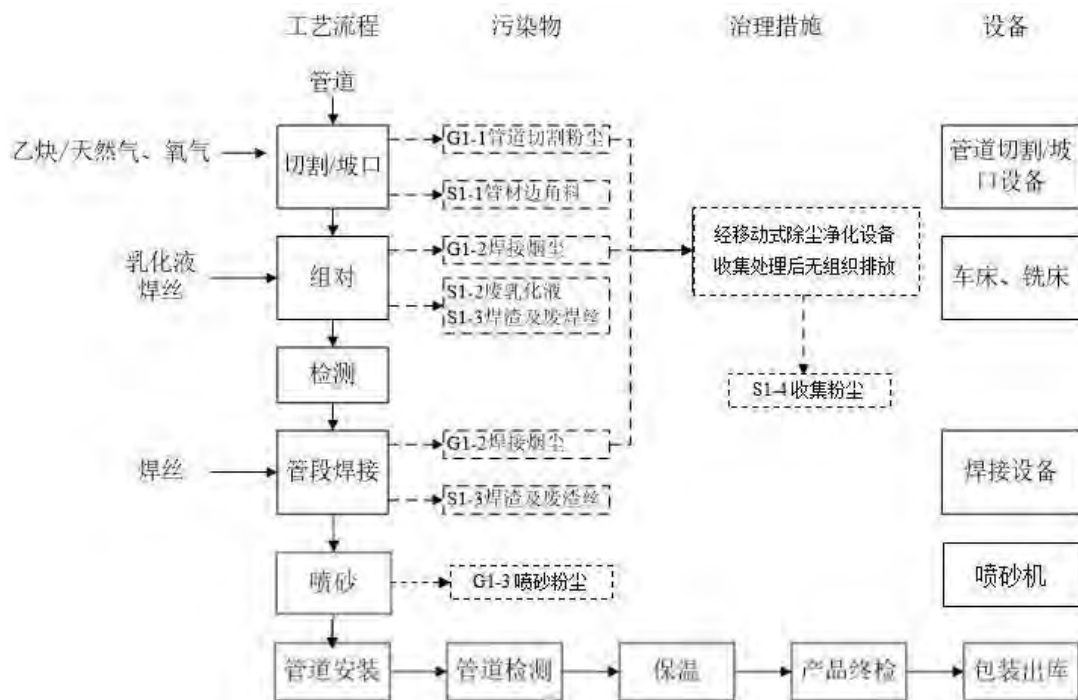 工艺流程
污染物
治理措施
设备
管道
乙炔/天然气、氧气
切割/坡口
G1-1管道切割粉尘
S1-1管材边角料
管道切割/坡
口设备
乳化液
焊丝
组对
G1-2焊接烟尘
S1-2废乳化液
S1-3焊渣及废焊丝
经移动式除尘净化设备
收集处理后无组织排放
车床、铣床
检测
S1-4收集粉尘
焊丝
管段焊接
G1-2焊接烟尘
S1-3焊渣及废渣丝
焊接设备
喷砂
G1-3喷砂粉尘
喷砂机
管道安装
管道检测
保温
产品终检
包装出库